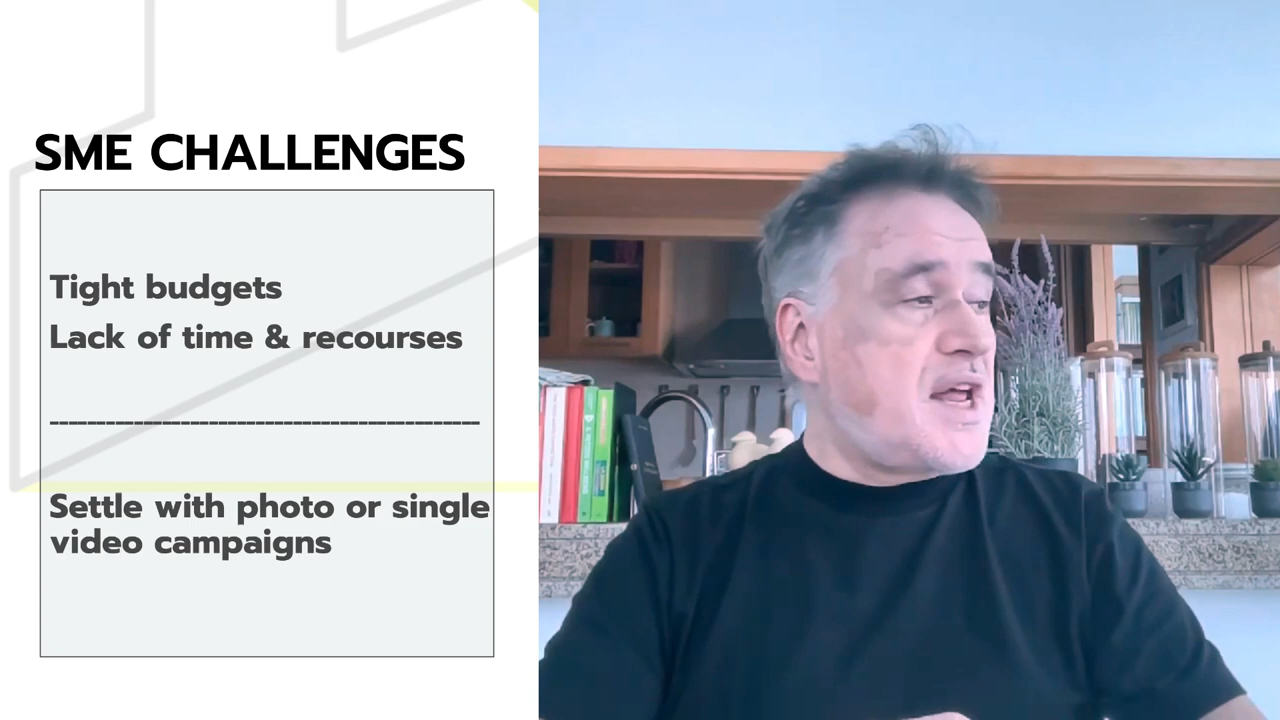 SME CHALLENGES
Tight budgets
Lack of time & recourses
-----------------------------------------------
Settle with photo or single
video campaigns